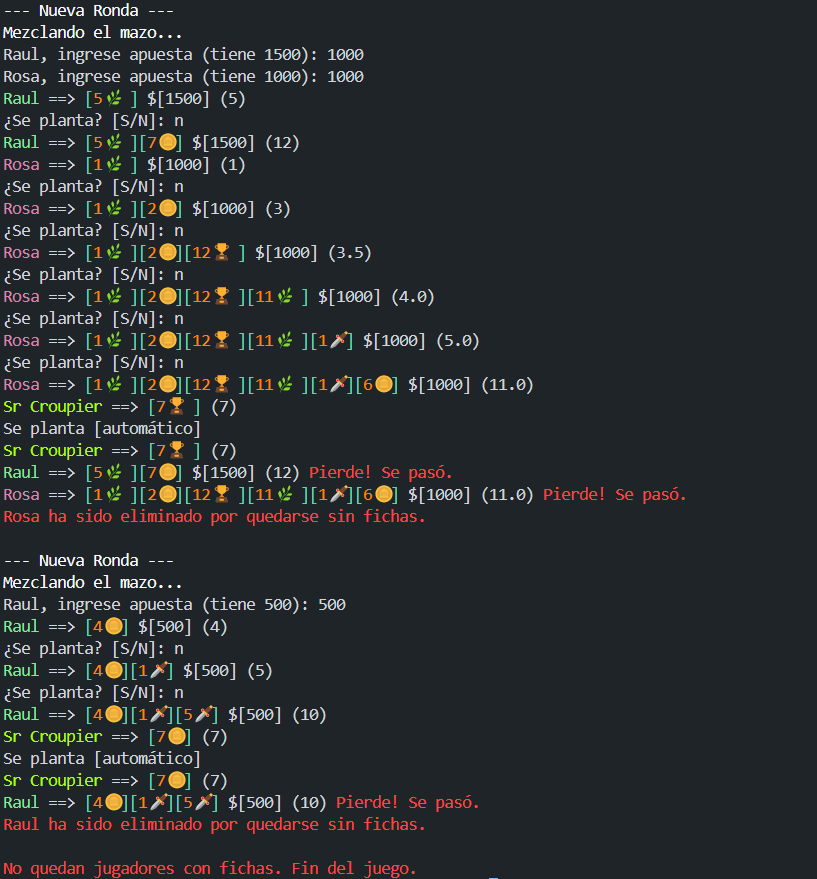 --- Nueva Ronda ---
Mezclando el mazo...
Raul, ingrese apuesta (tiene 1500): 1000
Rosa, ingrese apuesta (tiene 1000): 1000
Raul ==> [5🌿 ] $[1500] (5)
¿Se planta? [S/N]: n
Raul ==> [5🌿 ][7🪙] $[1500] (12)
Rosa ==> [1🌿 ] $[1000] (1)
¿Se planta? [S/N]: n
Rosa ==> [1🌿 ][2🪙] $[1000] (3)
¿Se planta? [S/N]: n
Rosa ==> [1🌿 ][2🪙][12🏆 ] $[1000] (3.5)
¿Se planta? [S/N]: n
Rosa ==> [1🌿 ][2🪙][12🏆 ][11🌿 ] $[1000] (4.0)
¿Se planta? [S/N]: n
Rosa ==> [1🌿 ][2🪙][12🏆 ][11🌿 ][1🗡️] $[1000] (5.0)
¿Se planta? [S/N]: n
Rosa ==> [1🌿 ][2🪙][12🏆 ][11🌿 ][1🗡️][6🪙] $[1000] (11.0)
Sr Croupier ==> [7🏆 ] (7)
Se planta [automático]
Sr Croupier ==> [7🏆 ] (7)
Raul ==> [5🌿 ][7🪙] $[1500] (12) Pierde! Se pasó.
Rosa ==> [1🌿 ][2🪙][12🏆 ][11🌿 ][1🗡️][6🪙] $[1000] (11.0) Pierde! Se pasó.
Rosa ha sido eliminado por quedarse sin fichas.

--- Nueva Ronda ---
Mezclando el mazo...
Raul, ingrese apuesta (tiene 500): 500
Raul ==> [4🪙] $[500] (4)
¿Se planta? [S/N]: n
Raul ==> [4🪙][1🗡️] $[500] (5)
¿Se planta? [S/N]: n
Raul ==> [4🪙][1🗡️][5🗡️] $[500] (10)
Sr Croupier ==> [7🪙] (7)
Se planta [automático]
Sr Croupier ==> [7🪙] (7)
Raul ==> [4🪙][1🗡️][5🗡️] $[500] (10) Pierde! Se pasó.
Raul ha sido eliminado por quedarse sin fichas.

No quedan jugadores con fichas. Fin del juego.